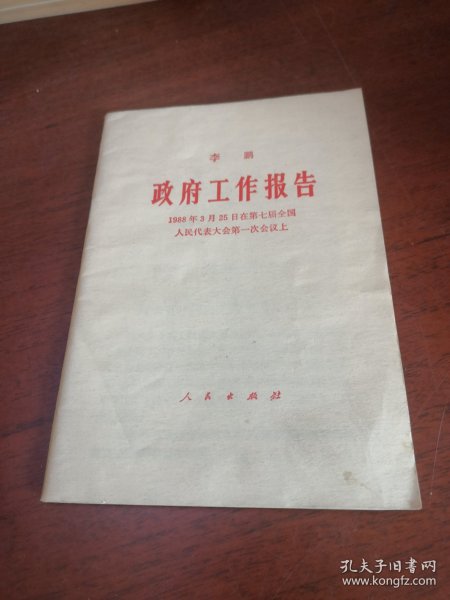 李 鹏
政府工作报告
1988年3月25日在第七届全国
人民代表大会第一次会议上
人民出版社
孔夫子旧书网
www.kongfz.com